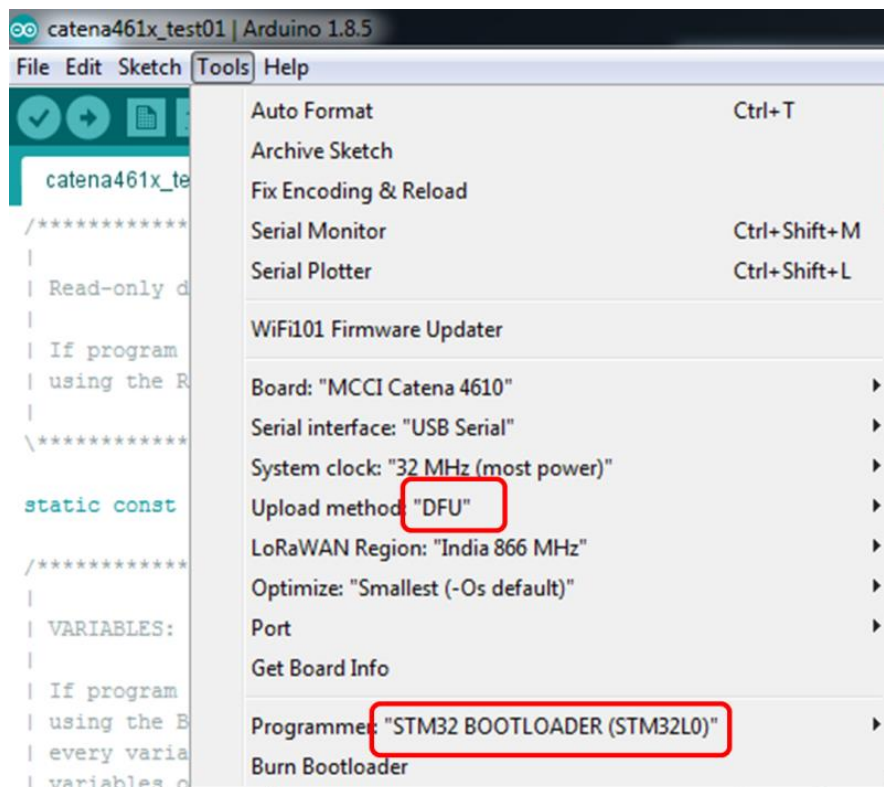 catena461x_test01 | Arduino 1.8.5
File Edit Sketch Tools Help
Auto Format Ctrl+T
Archive Sketch
Fix Encoding & Reload
Serial Monitor Ctrl+Shift+M
Serial Plotter Ctrl+Shift+L
WiFi101 Firmware Updater
Board: "MCCI Catena 4610"
Serial interface: "USB Serial"
System clock: "32 MHz (most power)"
Upload method: "DFU"
LoRaWAN Region: "India 866 MHz"
Optimize: "Smallest (-Os default)"
Port
Get Board Info
Programmer: "STM32 BOOTLOADER (STM32L0)"
Burn Bootloader
catena461x_te
/************
|
| Read-only d
|
| If program
| using the R
|
\************
static const
/************
|
| VARIABLES:
|
| If program
| using the B
| every varia
| variables o